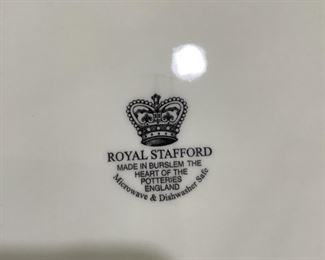 ROYAL STAFFORD
MADE IN BURSLEM THE
HEART OF THE
POTTERIES
ENGLAND
Microwave & Dishwasher Safe